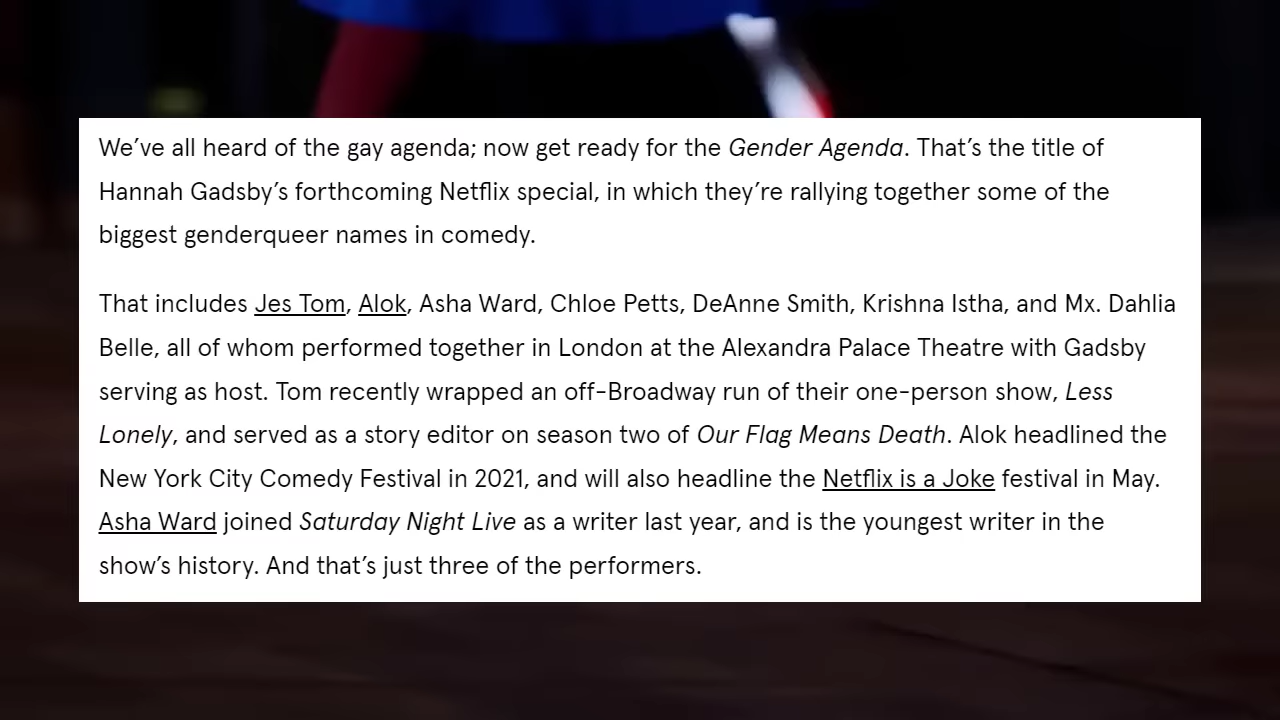 We’ve all heard of the gay agenda; now get ready for the Gender Agenda. That’s the title of
Hannah Gadsby’s forthcoming Netflix special, in which they’re rallying together some of the
biggest genderqueer names in comedy.
That includes Jes Tom, Alok, Asha Ward, Chloe Petts, DeAnne Smith, Krishna Istha, and Mx. Dahlia
Belle, all of whom performed together in London at the Alexandra Palace Theatre with Gadsby
serving as host. Tom recently wrapped an off-Broadway run of their one-person show, Less
Lonely, and served as a story editor on season two of Our Flag Means Death. Alok headlined the
New York City Comedy Festival in 2021, and will also headline the Netflix is a Joke festival in May.
Asha Ward joined Saturday Night Live as a writer last year, and is the youngest writer in the
show’s history. And that’s just three of the performers.